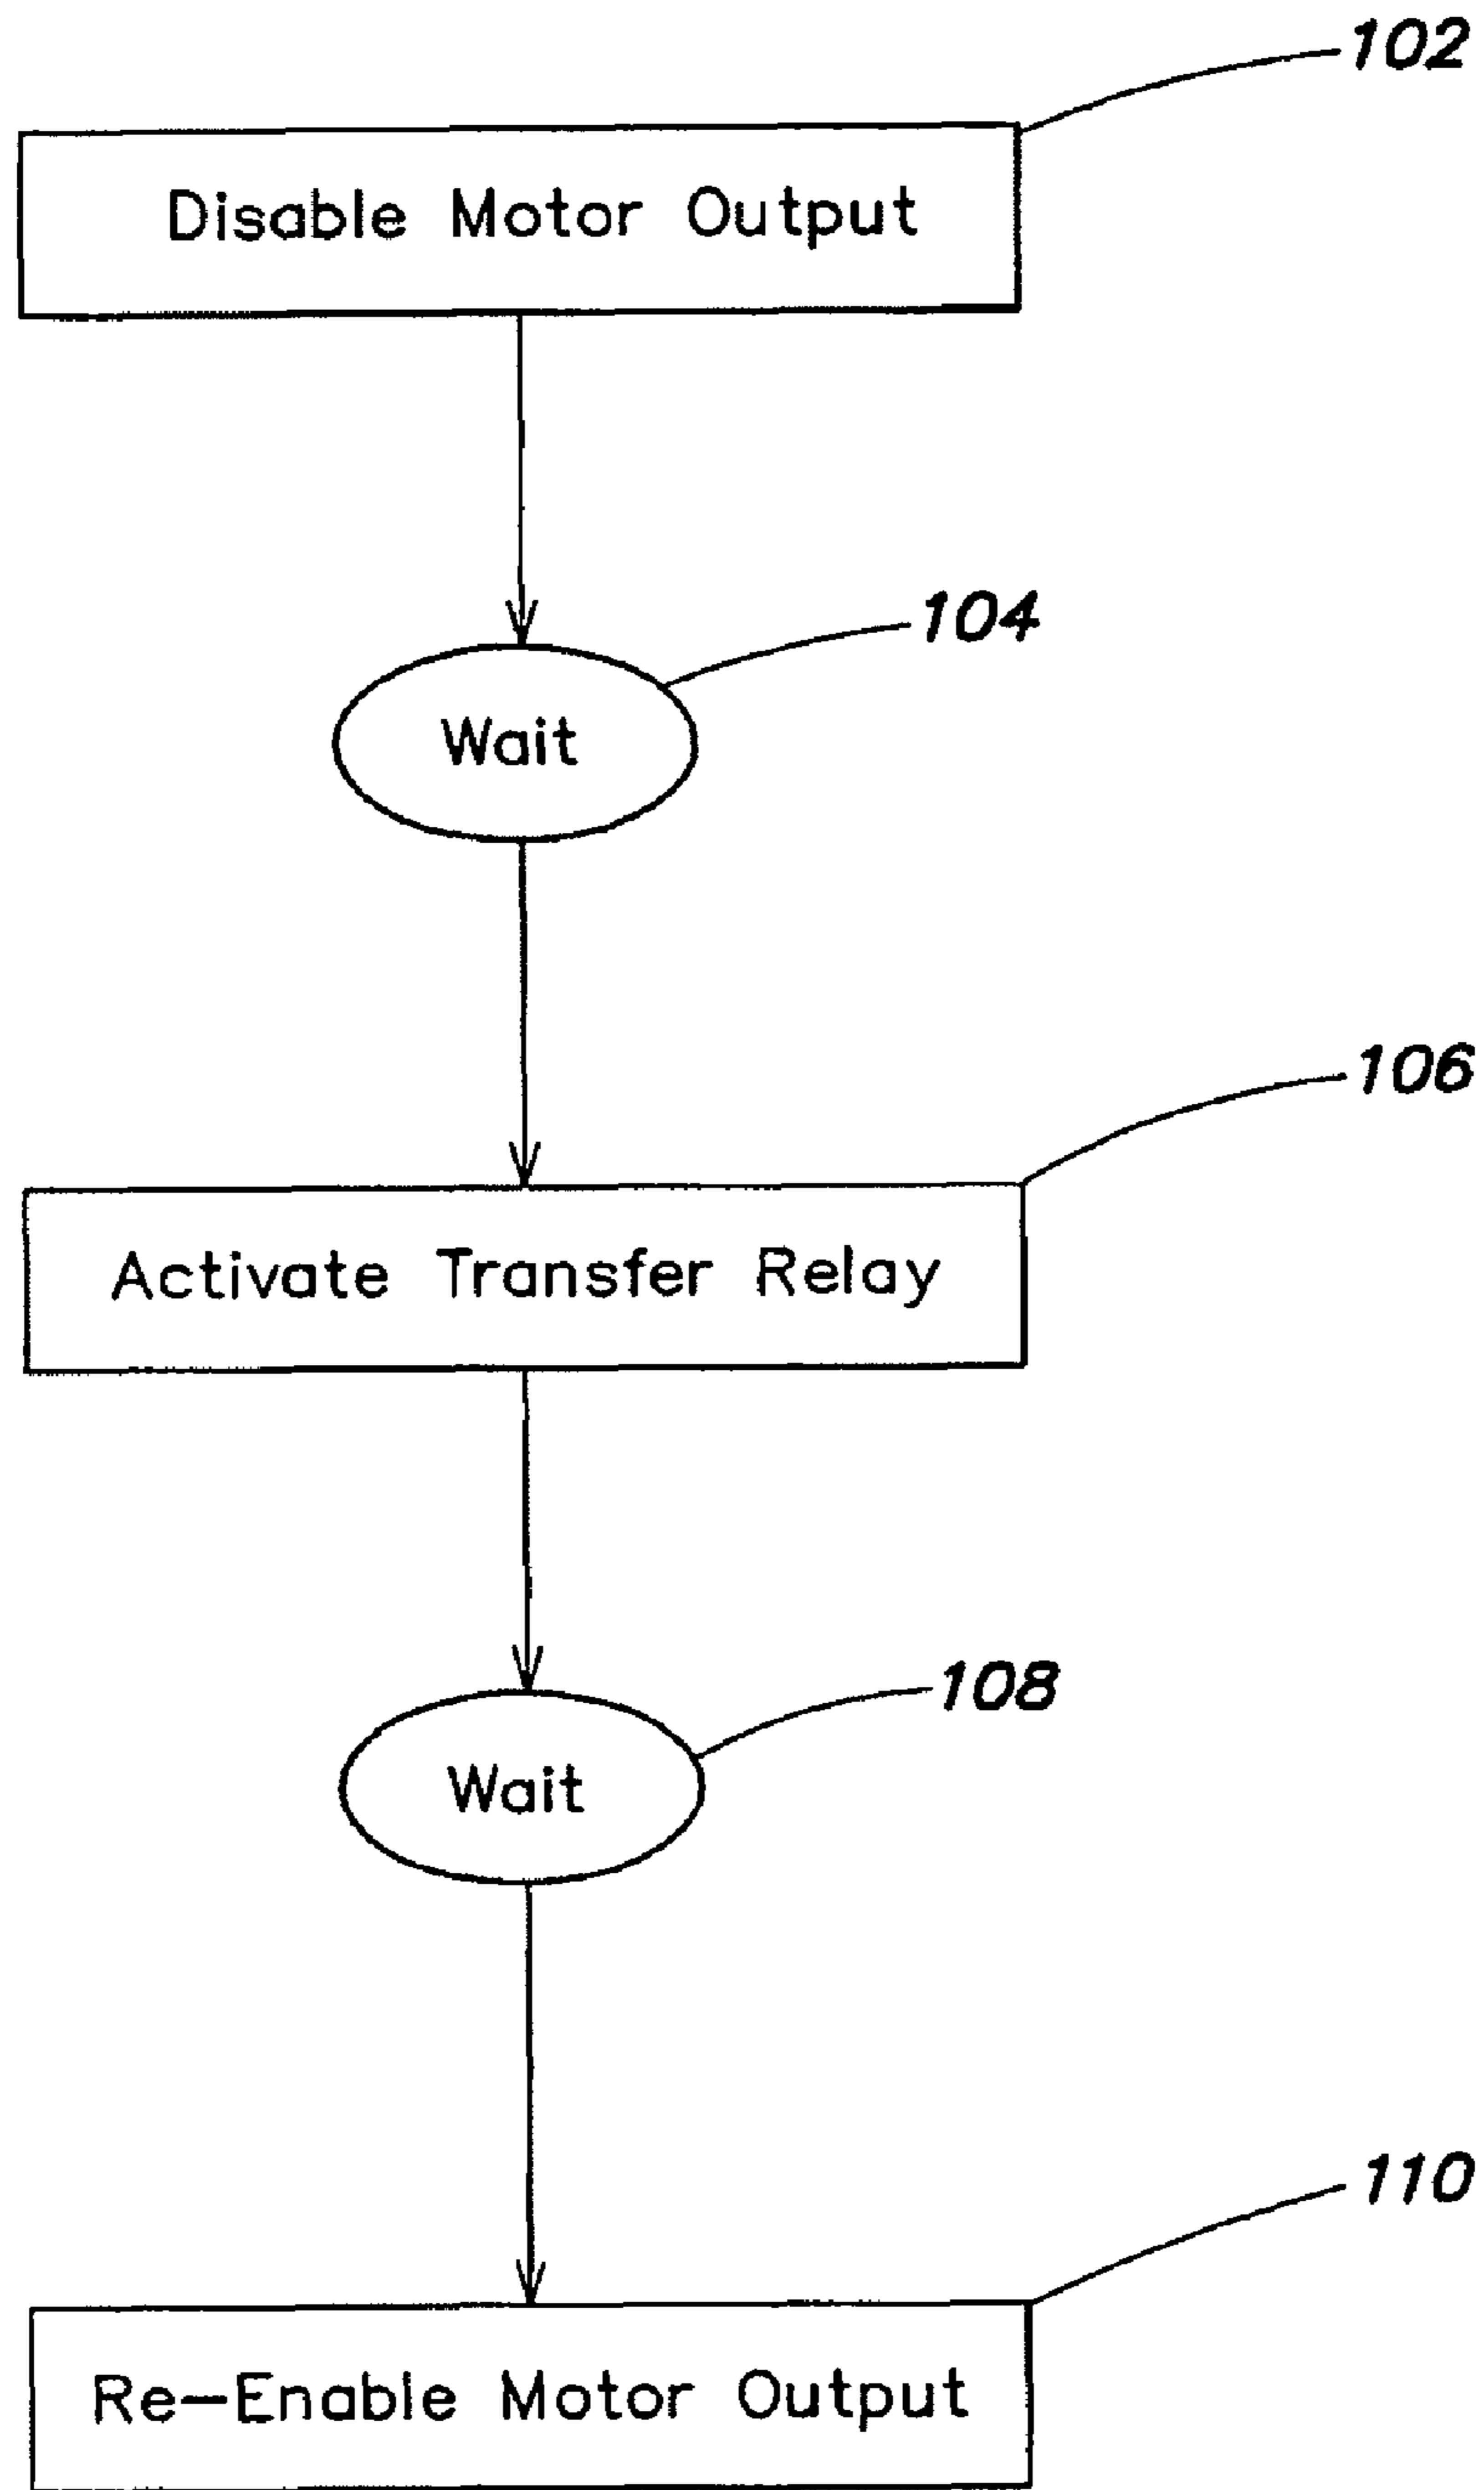 102
Disable Motor Output
104
Wait
106
Activate Transfer Relay
108
Wait
110
Re-Enable Motor Output